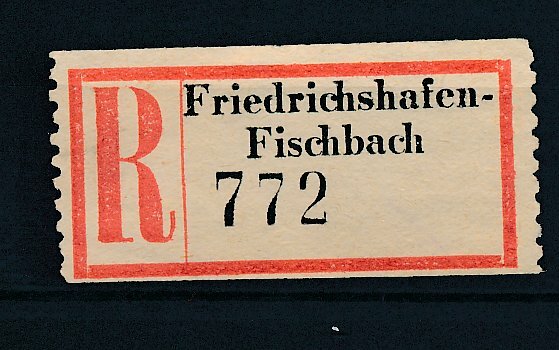 R
Friedrichshafen-
Fischbach
772